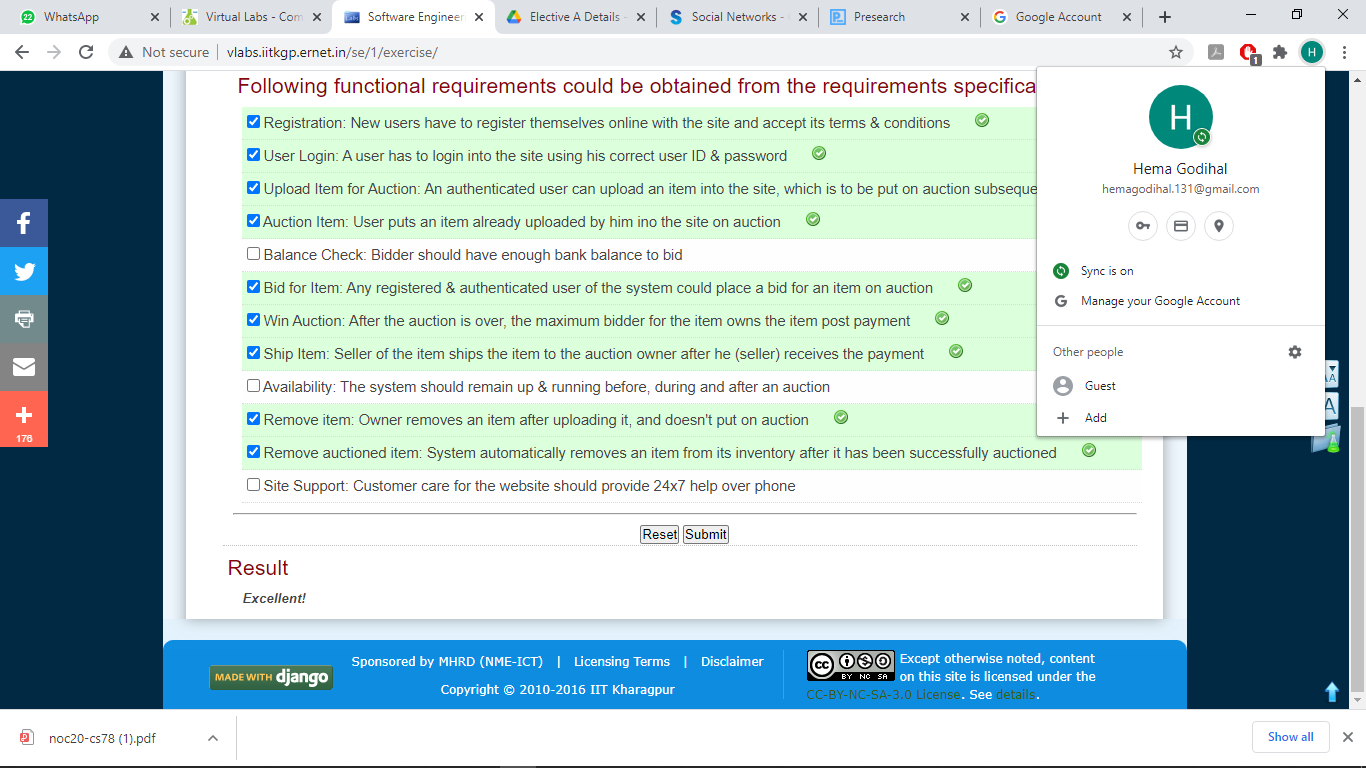 22 WhatsApp
Virtual Labs - Com
Software Engineer
Elective A Details -
Social Networks -
Presearch
Google Account
Not secure | vlabs.iitkgp.ernet.in/se/1/exercise/
1
H
Following functional requirements could be obtained from the requirements specifica
Registration: New users have to register themselves online with the site and accept its terms & conditions
User Login: A user has to login into the site using his correct user ID & password
Upload Item for Auction: An authenticated user can upload an item into the site, which is to be put on auction subseque
Auction Item: User puts an item already uploaded by him ino the site on auction
Balance Check: Bidder should have enough bank balance to bid
Bid for Item: Any registered & authenticated user of the system could place a bid for an item on auction
Win Auction: After the auction is over, the maximum bidder for the item owns the item post payment
Ship Item: Seller of the item ships the item to the auction owner after he (seller) receives the payment
Availability: The system should remain up & running before, during and after an auction
Remove item: Owner removes an item after uploading it, and doesn't put on auction
Remove auctioned item: System automatically removes an item from its inventory after it has been successfully auctioned
Site Support: Customer care for the website should provide 24x7 help over phone
Reset Submit
Result
Excellent!
176
H
Hema Godihal
hemagodihal.131@gmail.com
Sync is on
G Manage your Google Account
Other people
Guest
Add
AA
A
MADE WITH django
Sponsored by MHRD (NME-ICT) | Licensing Terms | Disclaimer
Copyright © 2010-2016 IIT Kharagpur
cc BY NC SA
Except otherwise noted, content
on this site is licensed under the
CC-BY-NC-SA-3.0 License. See details.
noc20-cs78 (1).pdf
Show all